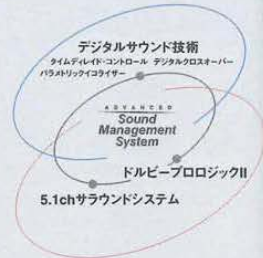 デジタルサウンド技術
タイムディレイド・コントロール デジタルクロスオーバー
パラメトリックイコライザー
ADVANCED
Sound
Management
System
ドルビープロロジックII
5.1chサラウンドシステム